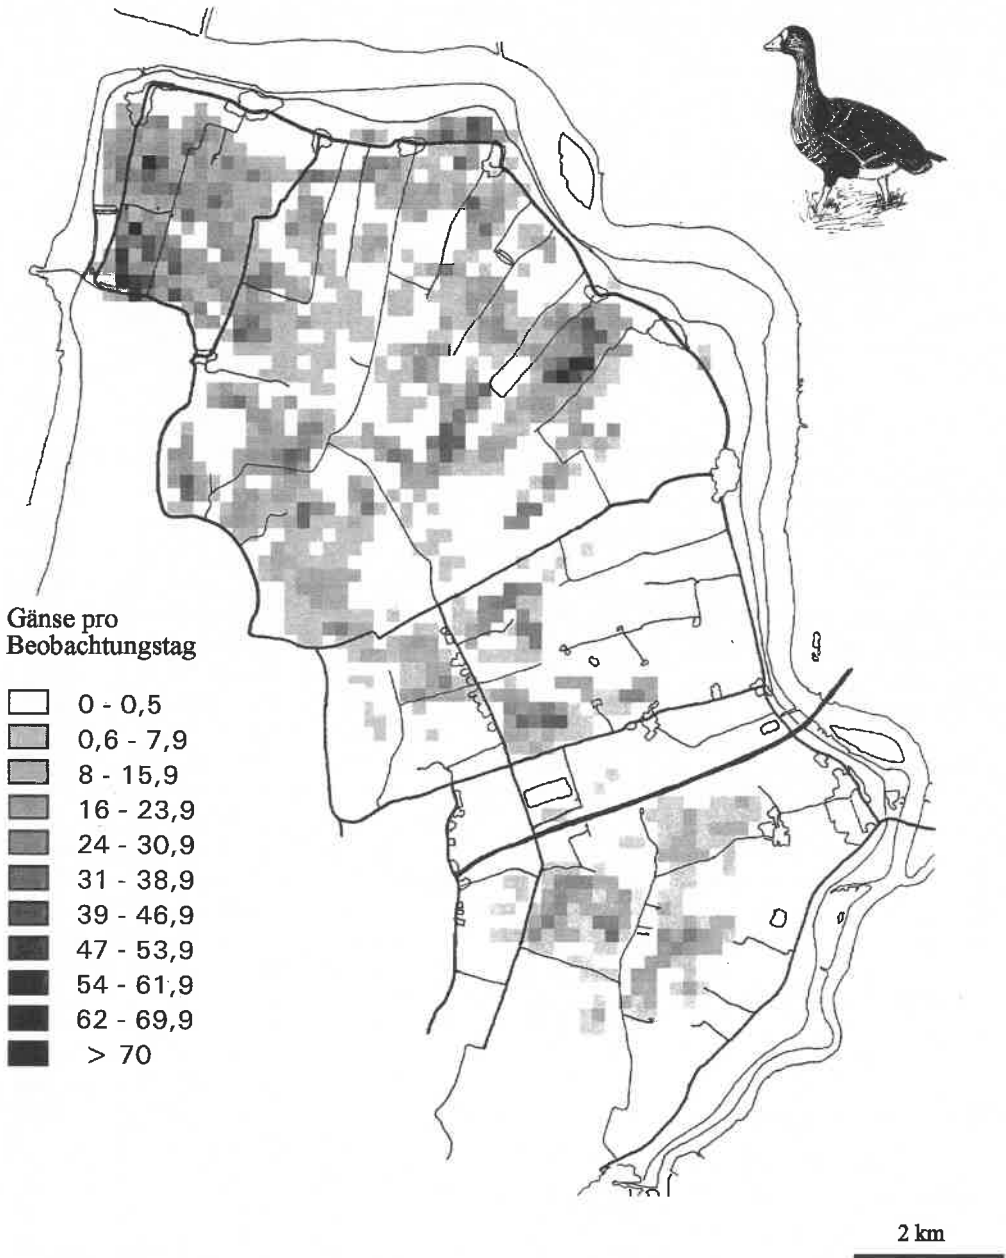 Gänse pro
Beobachtungstag
0 - 0,5
0,6 - 7,9
8 - 15,9
16 - 23,9
24 - 30,9
31 - 38,9
39 - 46,9
47 - 53,9
54 - 61,9
62 - 69,9
> 70
2 km